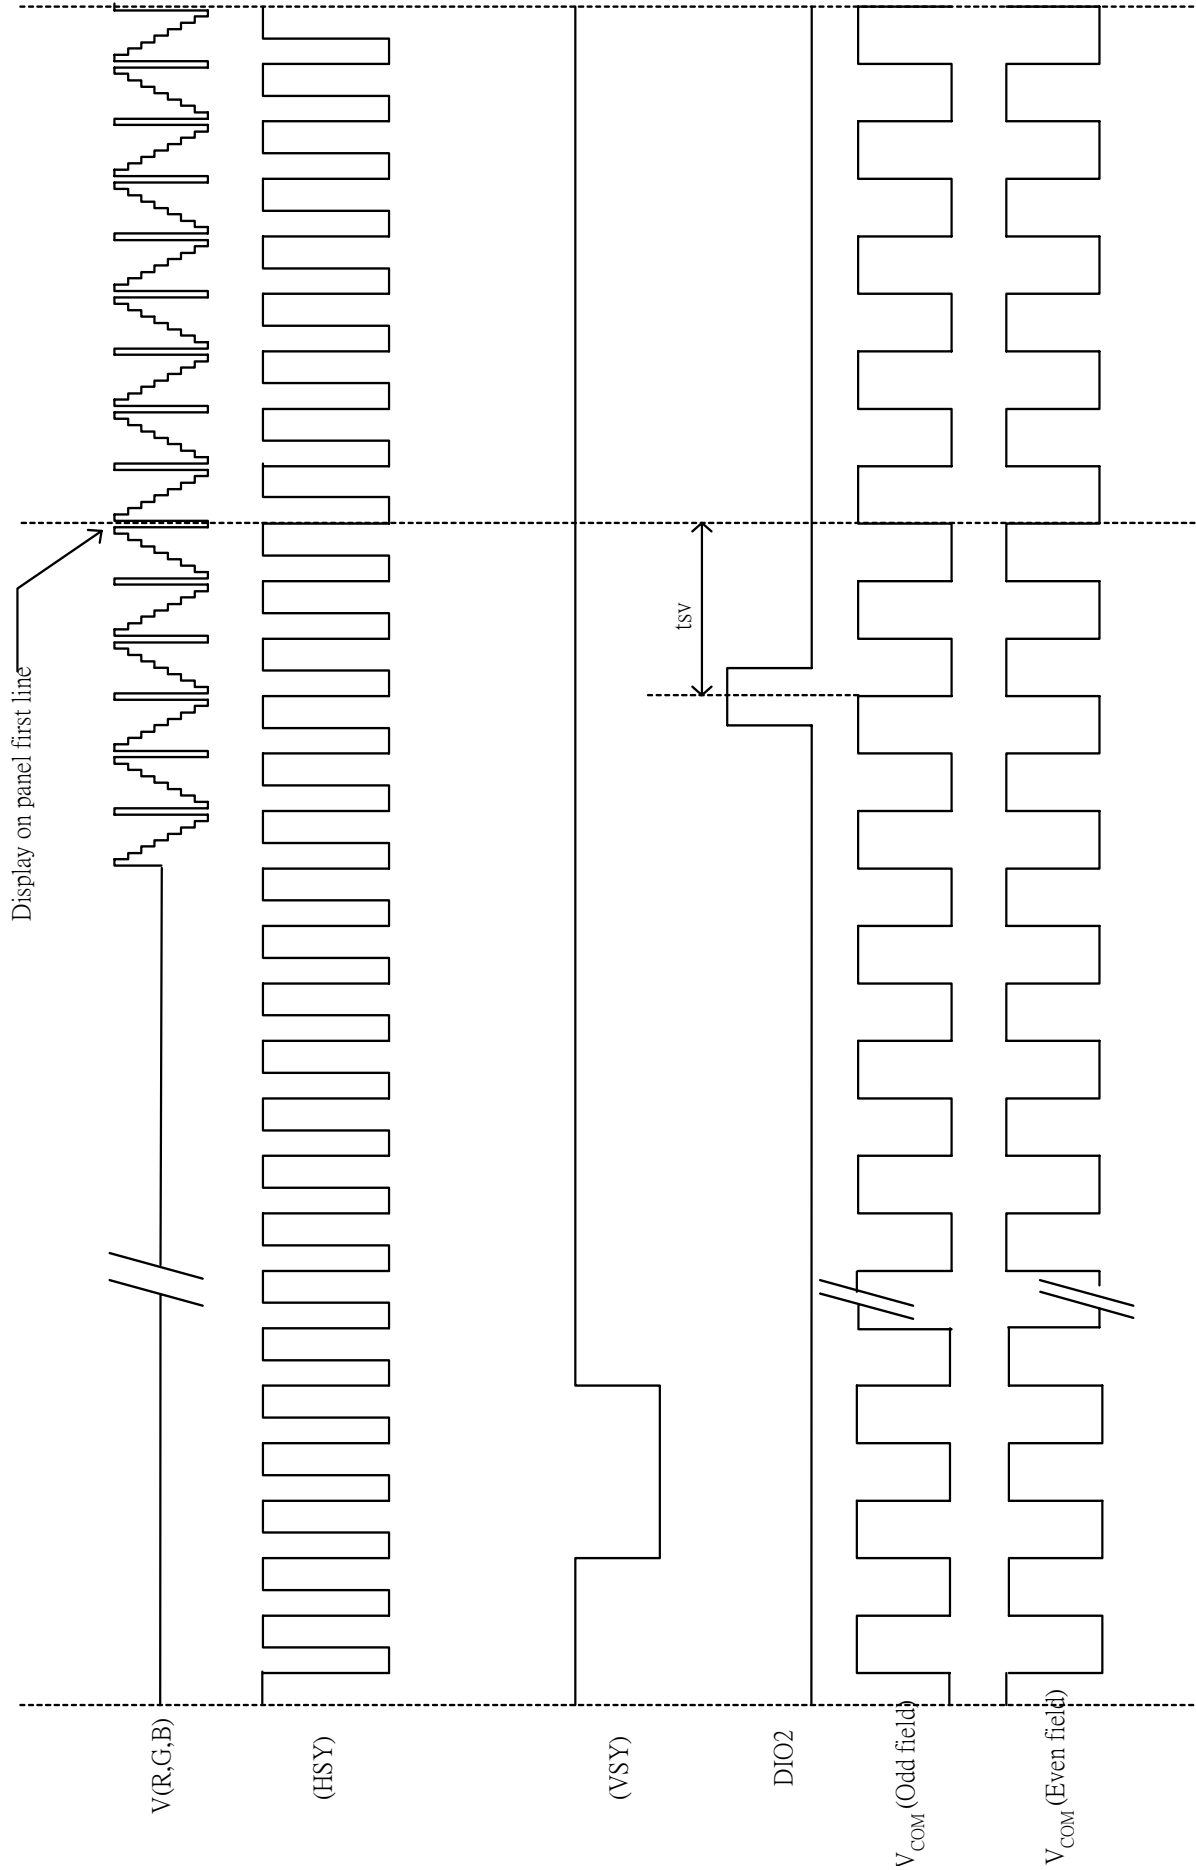 Display on panel first line
tsv
V(R,G,B)
(HSY)
(VSY)
DIO2
VCOM (Odd field)
VCOM (Even field)